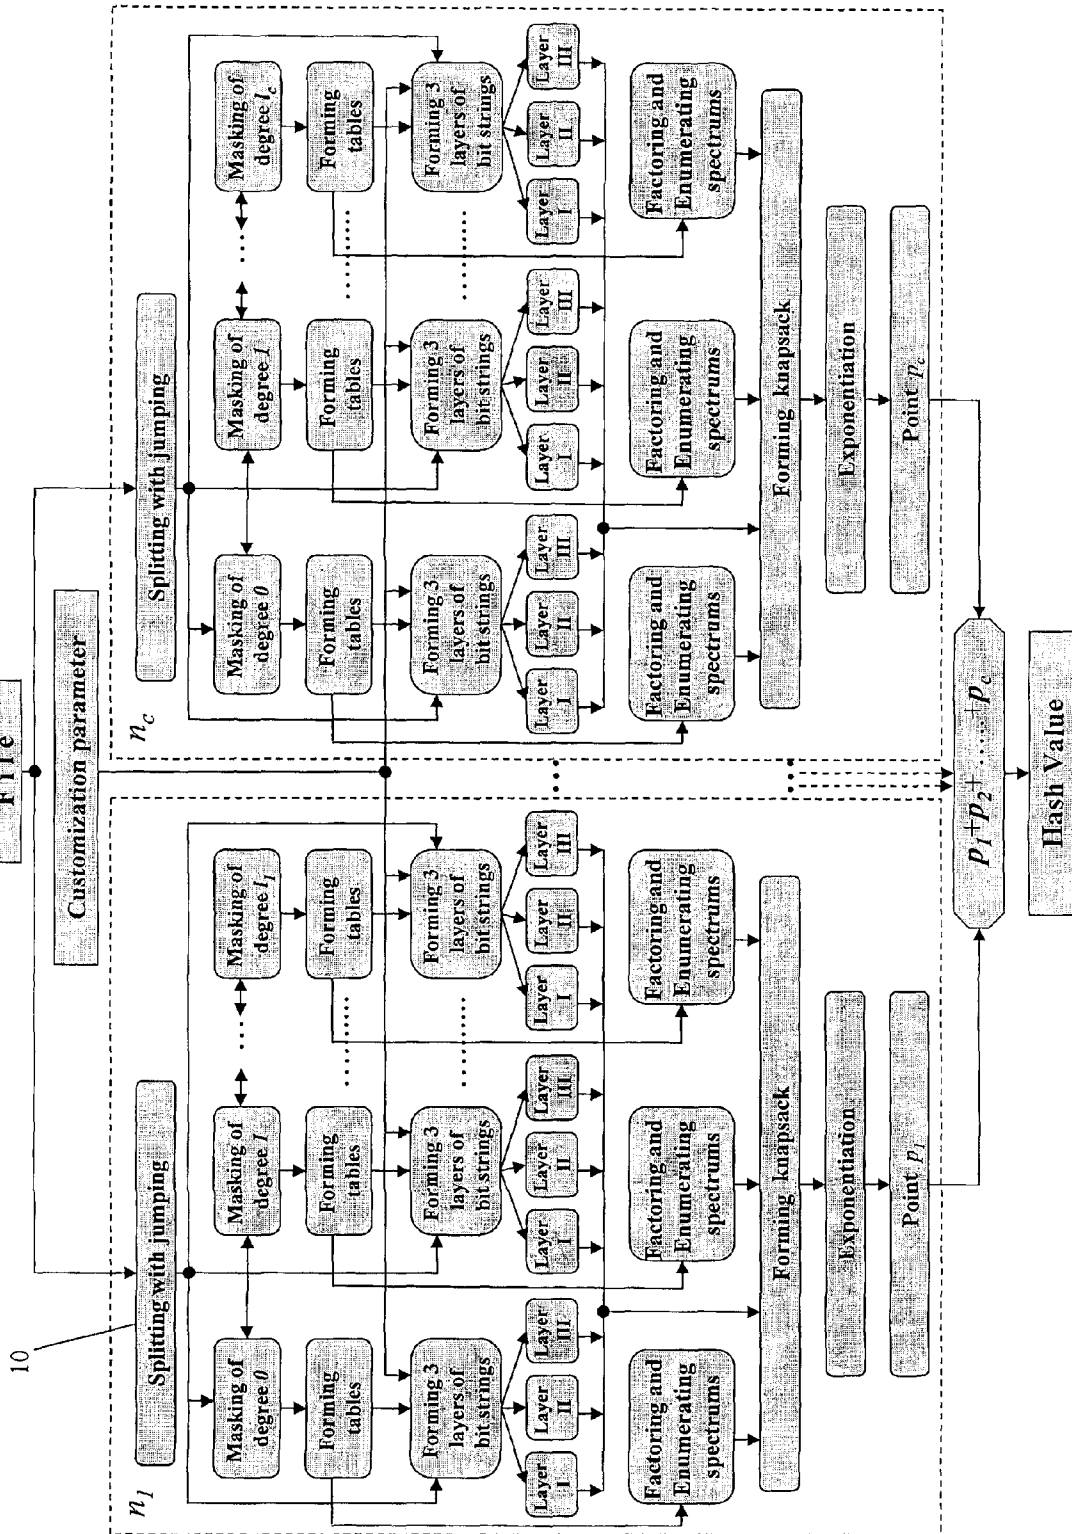 File
Customization parameter
10
n1
Splitting with jumping
Masking of
degree 0
Masking of
degree 1
.....
Masking of
degree l1
Forming
tables
Forming
tables
........
Forming
tables
Forming 3
layers of
bit strings
Forming 3
layers of
bit strings
........
Forming 3
layers of
bit strings
Layer
I
Layer
II
Layer
III
Layer
I
Layer
II
Layer
III
Layer
I
Layer
II
Layer
III
Factoring and
Enumerating
spectrums
Factoring and
Enumerating
spectrums
Factoring and
Enumerating
spectrums
Forming knapsack
Exponentiation
Point p1
nc
Splitting with jumping
Masking of
degree 0
Masking of
degree 1
.....
Masking of
degree lc
Forming
tables
Forming
tables
........
Forming
tables
Forming 3
layers of
bit strings
Forming 3
layers of
bit strings
........
Forming 3
layers of
bit strings
Layer
I
Layer
II
Layer
III
Layer
I
Layer
II
Layer
III
Layer
I
Layer
II
Layer
III
Factoring and
Enumerating
spectrums
Factoring and
Enumerating
spectrums
Factoring and
Enumerating
spectrums
Forming knapsack
Exponentiation
Point pc
p1+p2+.....+pc
Hash Value